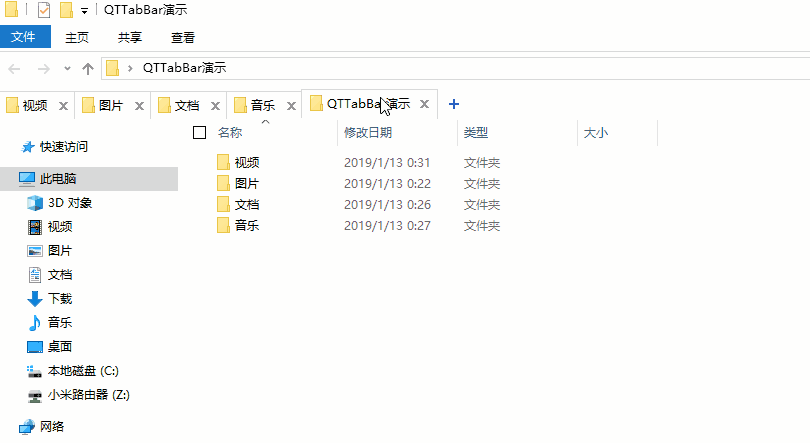 QTTabBar演示
文件 主页 共享 查看
QTTabBar演示
视频 图片 文档 音乐 QTTabBar演示
名称 修改日期 类型 大小
视频 2019/1/13 0:31 文件夹
图片 2019/1/13 0:22 文件夹
文档 2019/1/13 0:26 文件夹
音乐 2019/1/13 0:27 文件夹
快速访问
此电脑
3D 对象
视频
图片
文档
下载
音乐
桌面
本地磁盘 (C:)
小米路由器 (Z:)
网络